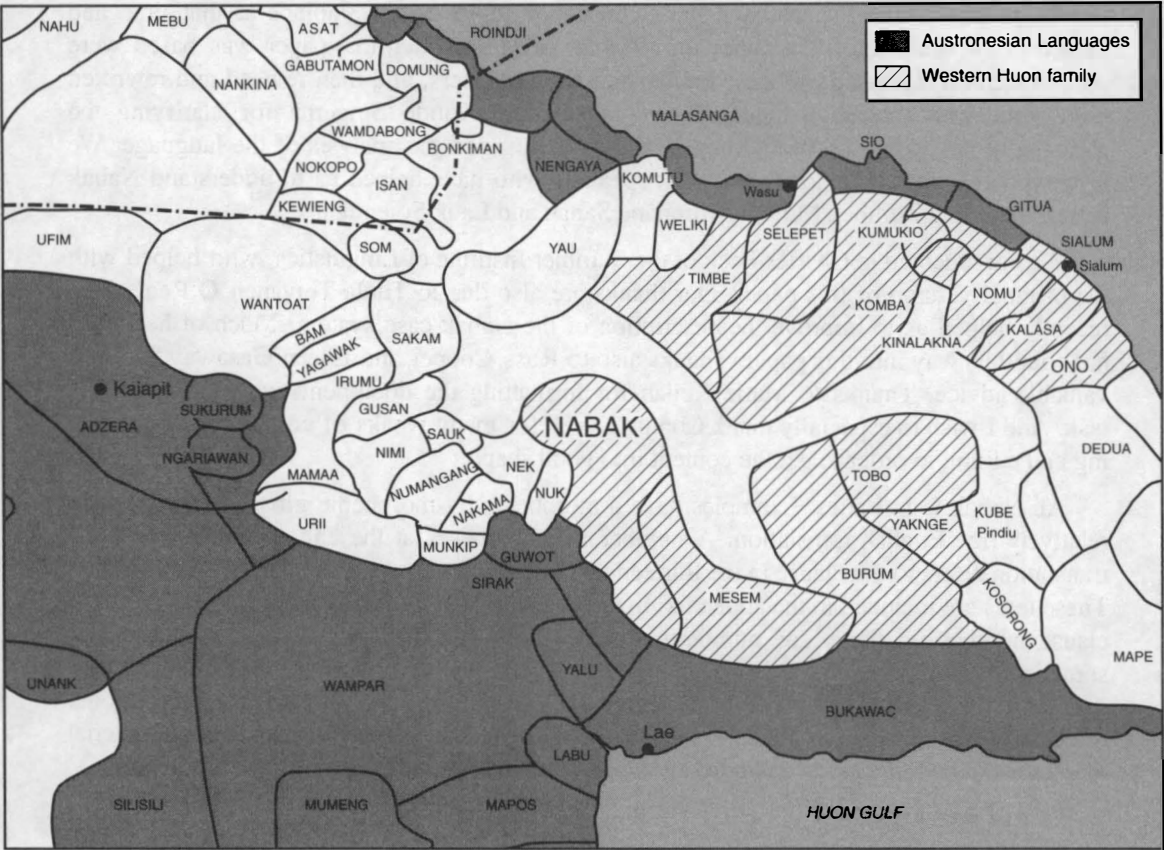 NAHU
MEBU
ASAT
ROINDJI
Austronesian Languages
Western Huon family
GABUTAMON
DOMUNG
NANKINA
MALASANGA
WAMDABONG
BONKIMAN
SIO
NOKOPO
NENGAYA
KOMUTU
ISAN
Wasu
KEWIENG
GITUA
UFIM
SOM
YAU
WELIKI
SELEPET
KUMUKIO
SIALUM
Sialum
TIMBE
WANTOAT
NOMU
KOMBA
BAM
SAKAM
KINALAKNA
KALASA
YAGAWAK
ONO
Kaiapit
IRUMU
SUKURUM
GUSAN
ADZERA
SAUK
NABAK
DEDUA
NGARIAWAN
NIMI
MAMAA
NUMANGANG
NEK
TOBO
NUK
NAKAMA
KUBE
Pindiu
YAKNGE
URII
MUNKIP
GUWOT
SIRAK
BURUM
MESEM
KOSORONG
MAPE
UNANK
WAMPAR
YALU
BUKAWAC
Lae
LABU
SILISILI
MUMENG
MAPOS
HUON GULF